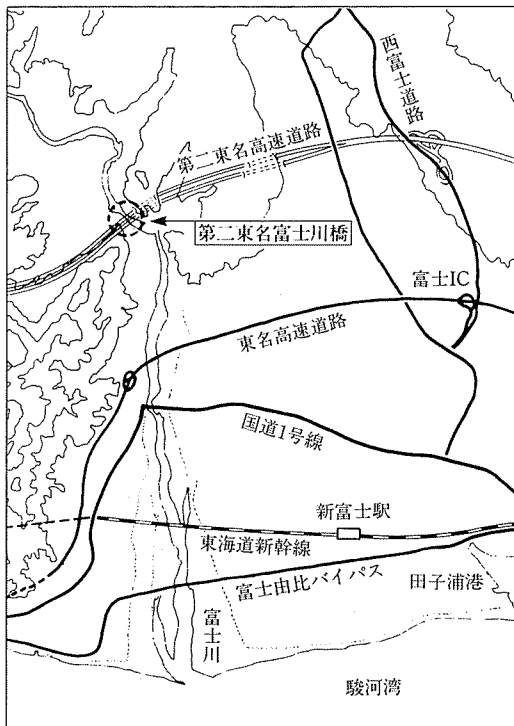 西富士道路
第二東名高速道路
第二東名富士川橋
富士IC
東名高速道路
国道1号線
新富士駅
東海道新幹線
富士由比バイパス
田子浦港
富士川
駿河湾